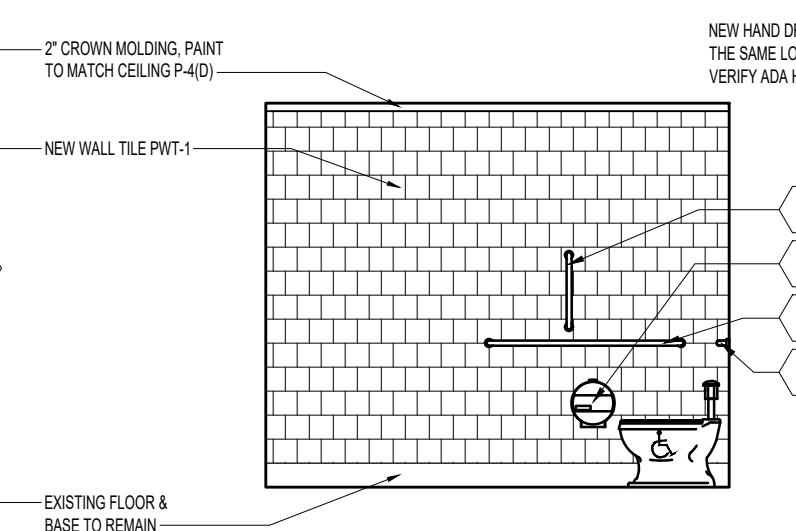 2" CROWN MOLDING, PAINT
TO MATCH CEILING P-4(D)
NEW WALL TILE PWT-1
EXISTING FLOOR &
BASE TO REMAIN
NEW HAND
THE SAME
VERIFY ADA